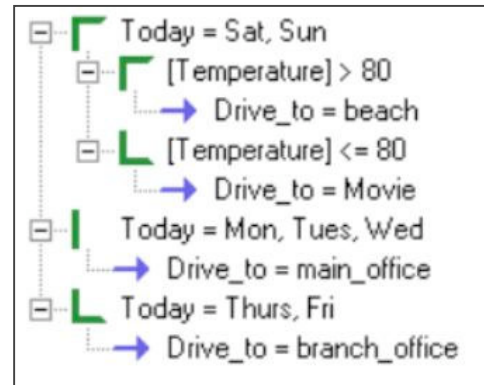 Today = Sat, Sun
[Temperature] > 80
Drive_to = beach
[Temperature] <= 80
Drive_to = Movie
Today = Mon, Tues, Wed
Drive_to = main_office
Today = Thurs, Fri
Drive_to = branch_office